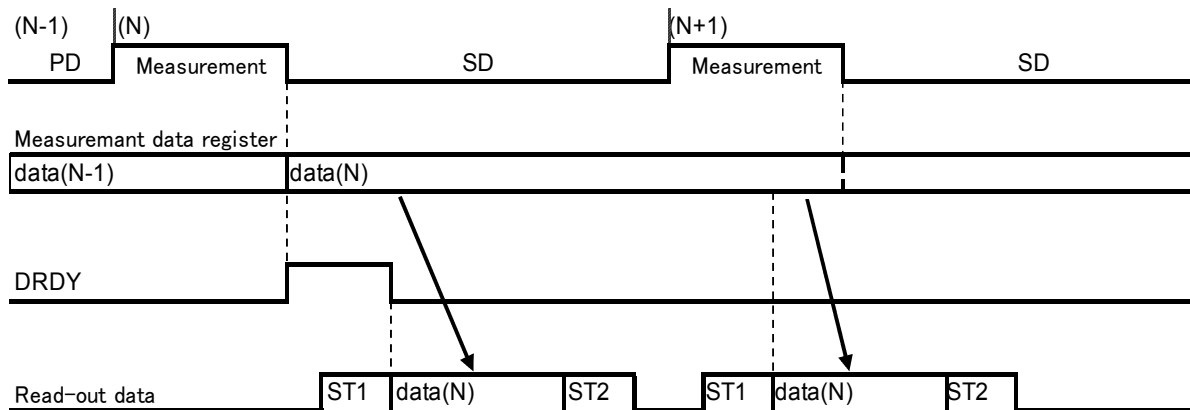 (N-1) (N) (N+1)
PD Measurement SD Measurement SD
Measuremant data register
data(N-1) data(N)
DRDY
Read-out data ST1 data(N) ST2 ST1 data(N) ST2